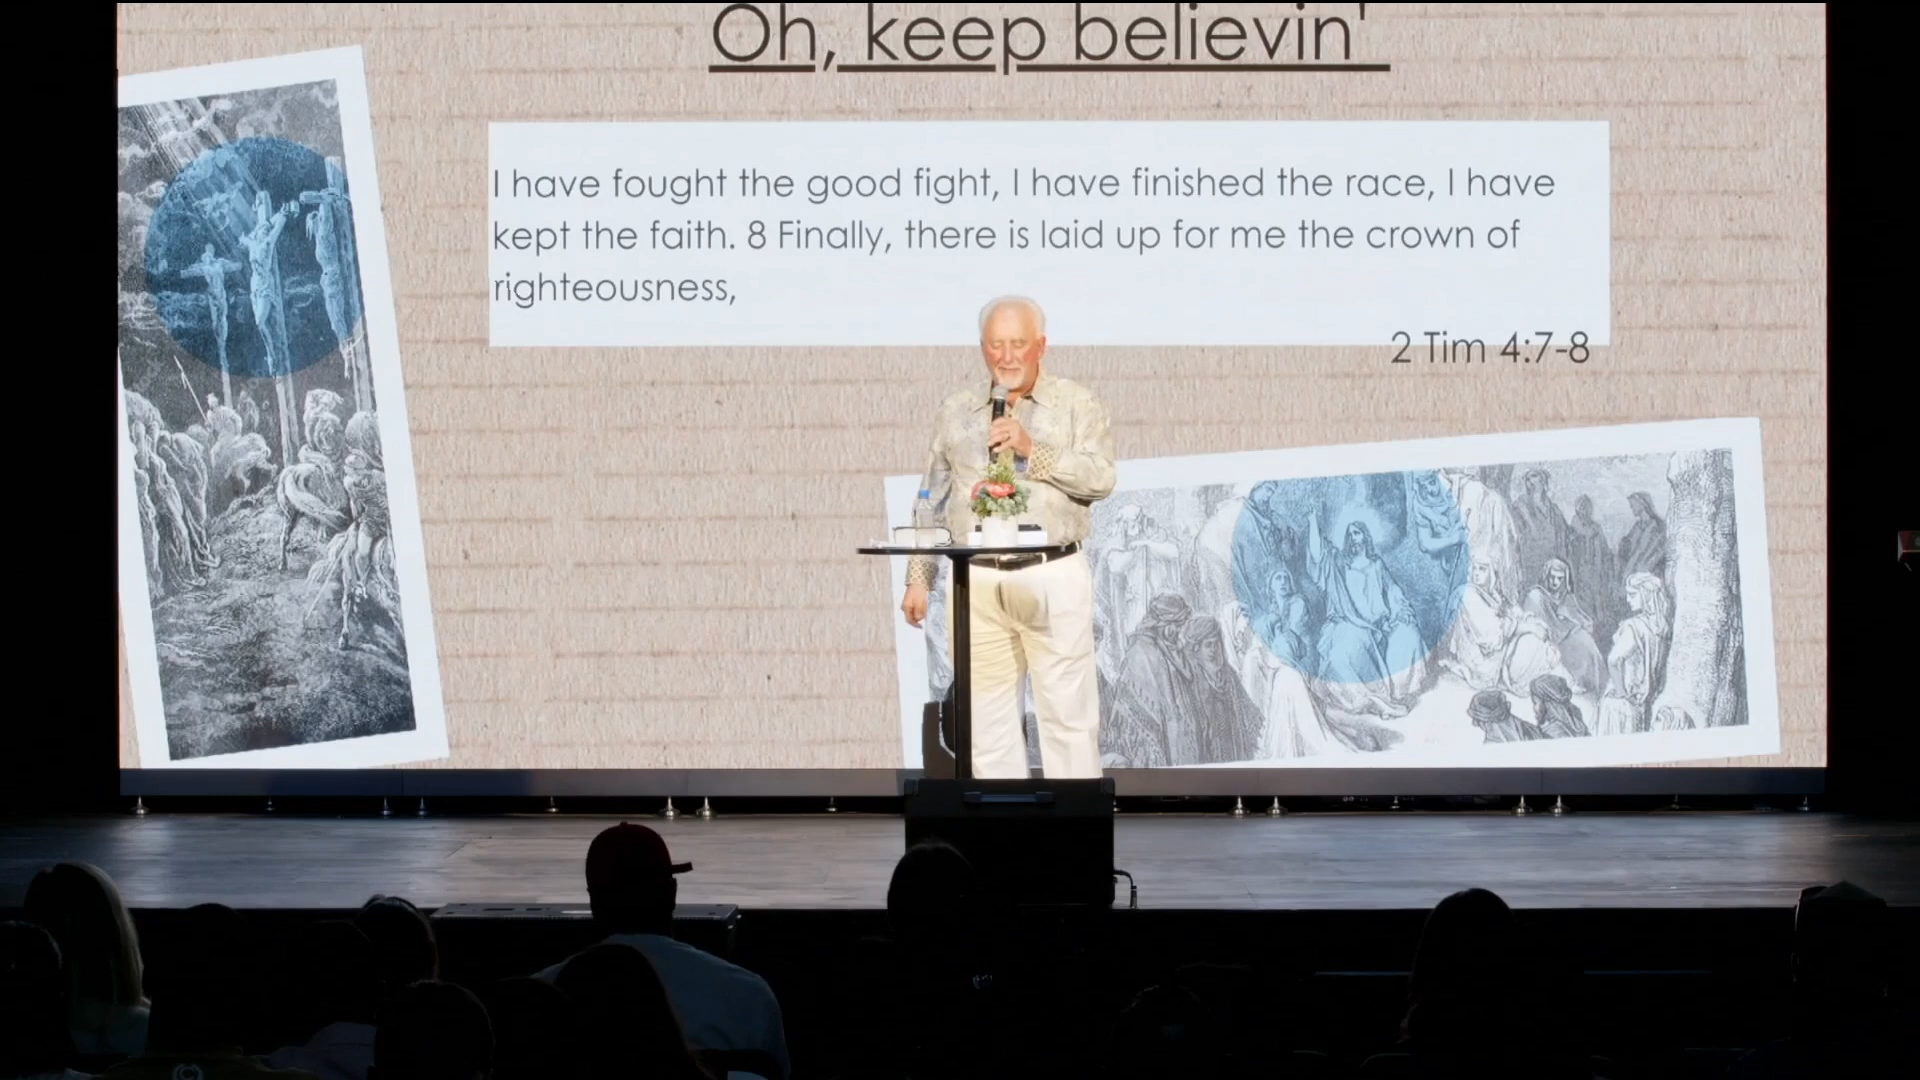 Oh, keep believin'
I have fought the good fight, I have finished the race, I have
kept the faith. 8 Finally, there is laid up for me the crown of
righteousness,
2 Tim 4:7-8